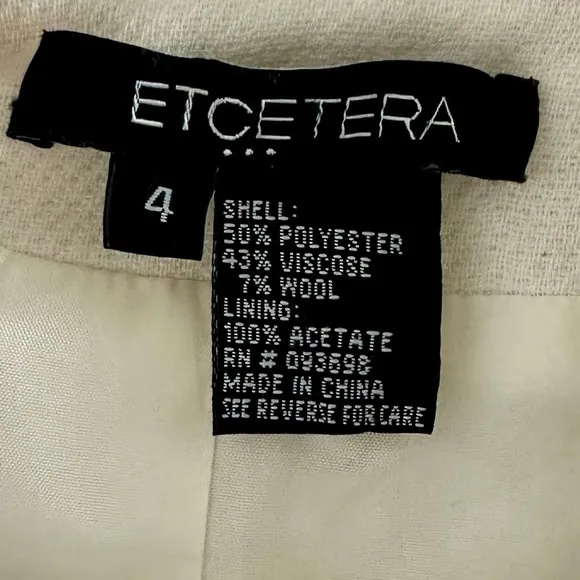 ETCETERA
...
4
SHELL:
50% POLYESTER
43% VISCOSE
7% WOOL
LINING:
100% ACETATE
RN # 093698
MADE IN CHINA
SEE REVERSE FOR CARE